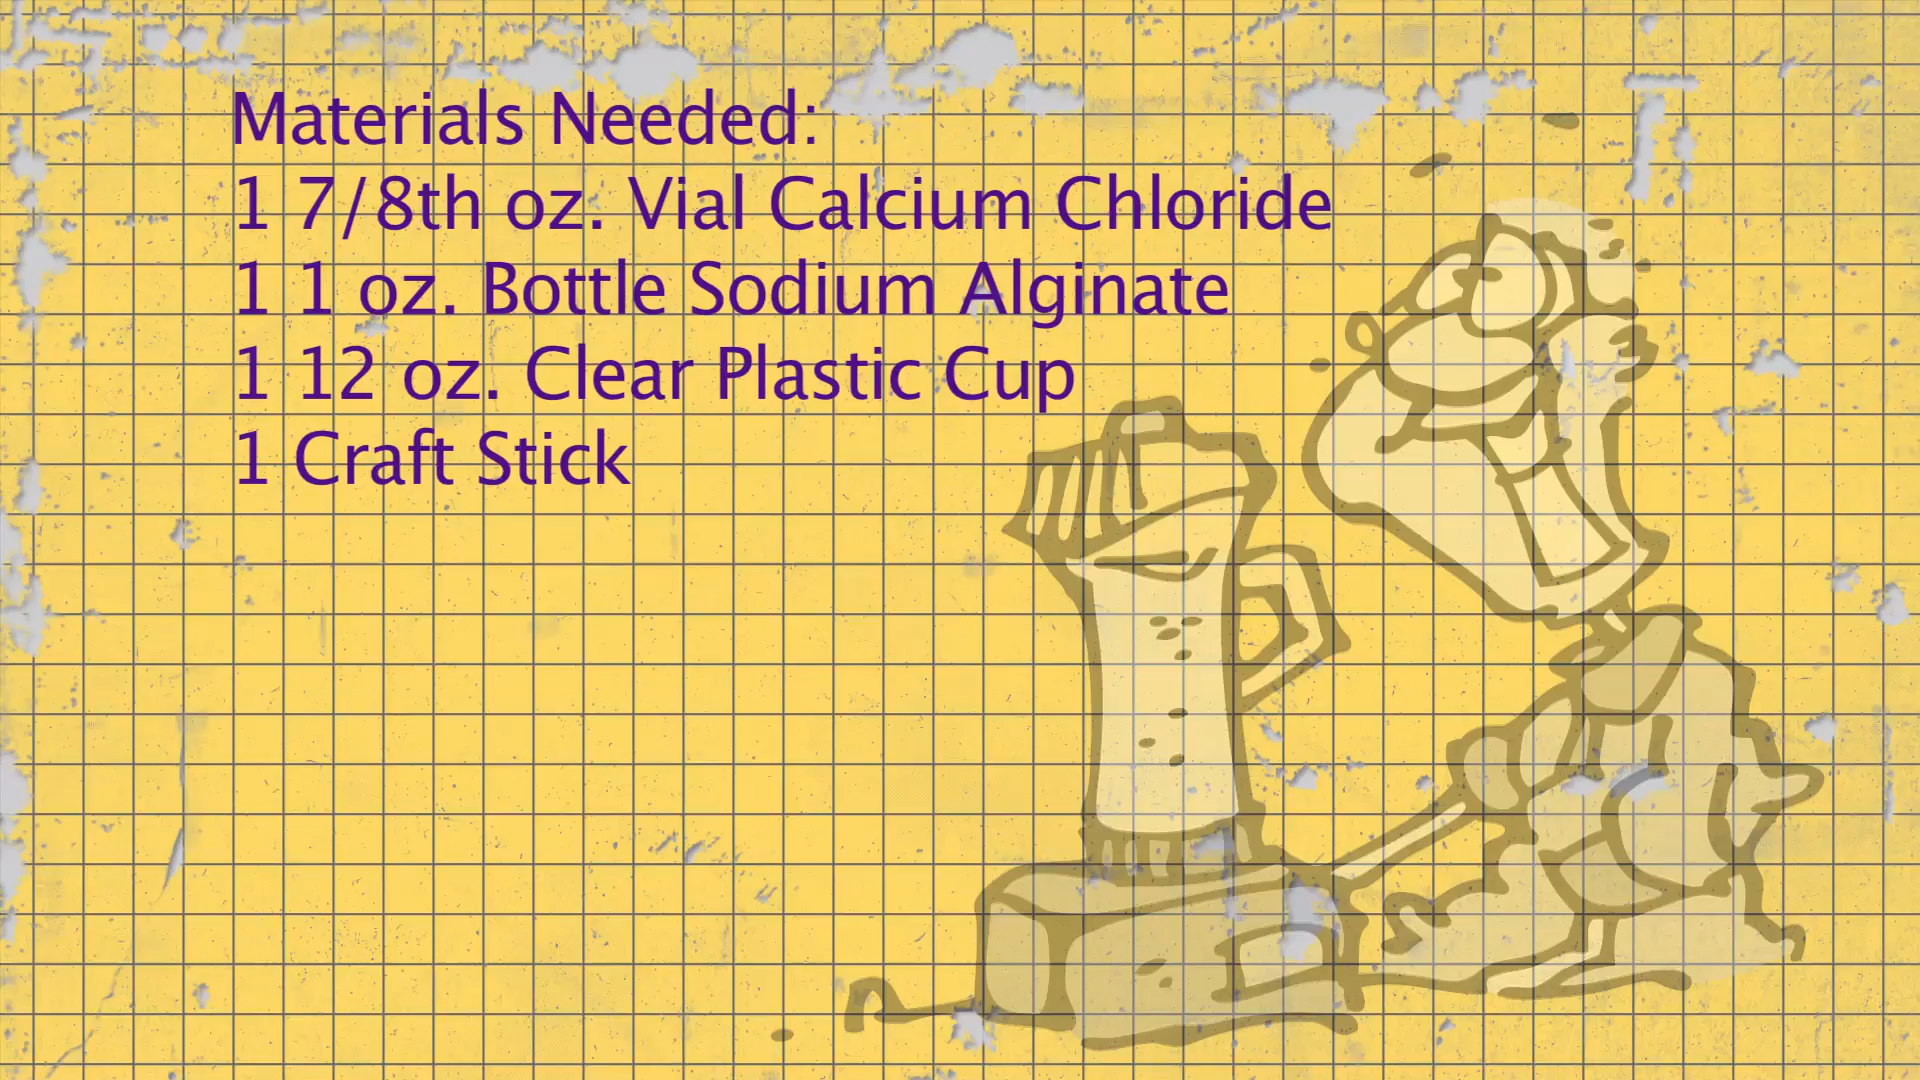 Materials Needed:
1 7/8th oz. Vial Calcium Chloride
1 1 oz. Bottle Sodium Alginate
1 12 oz. Clear Plastic Cup
1 Craft Stick